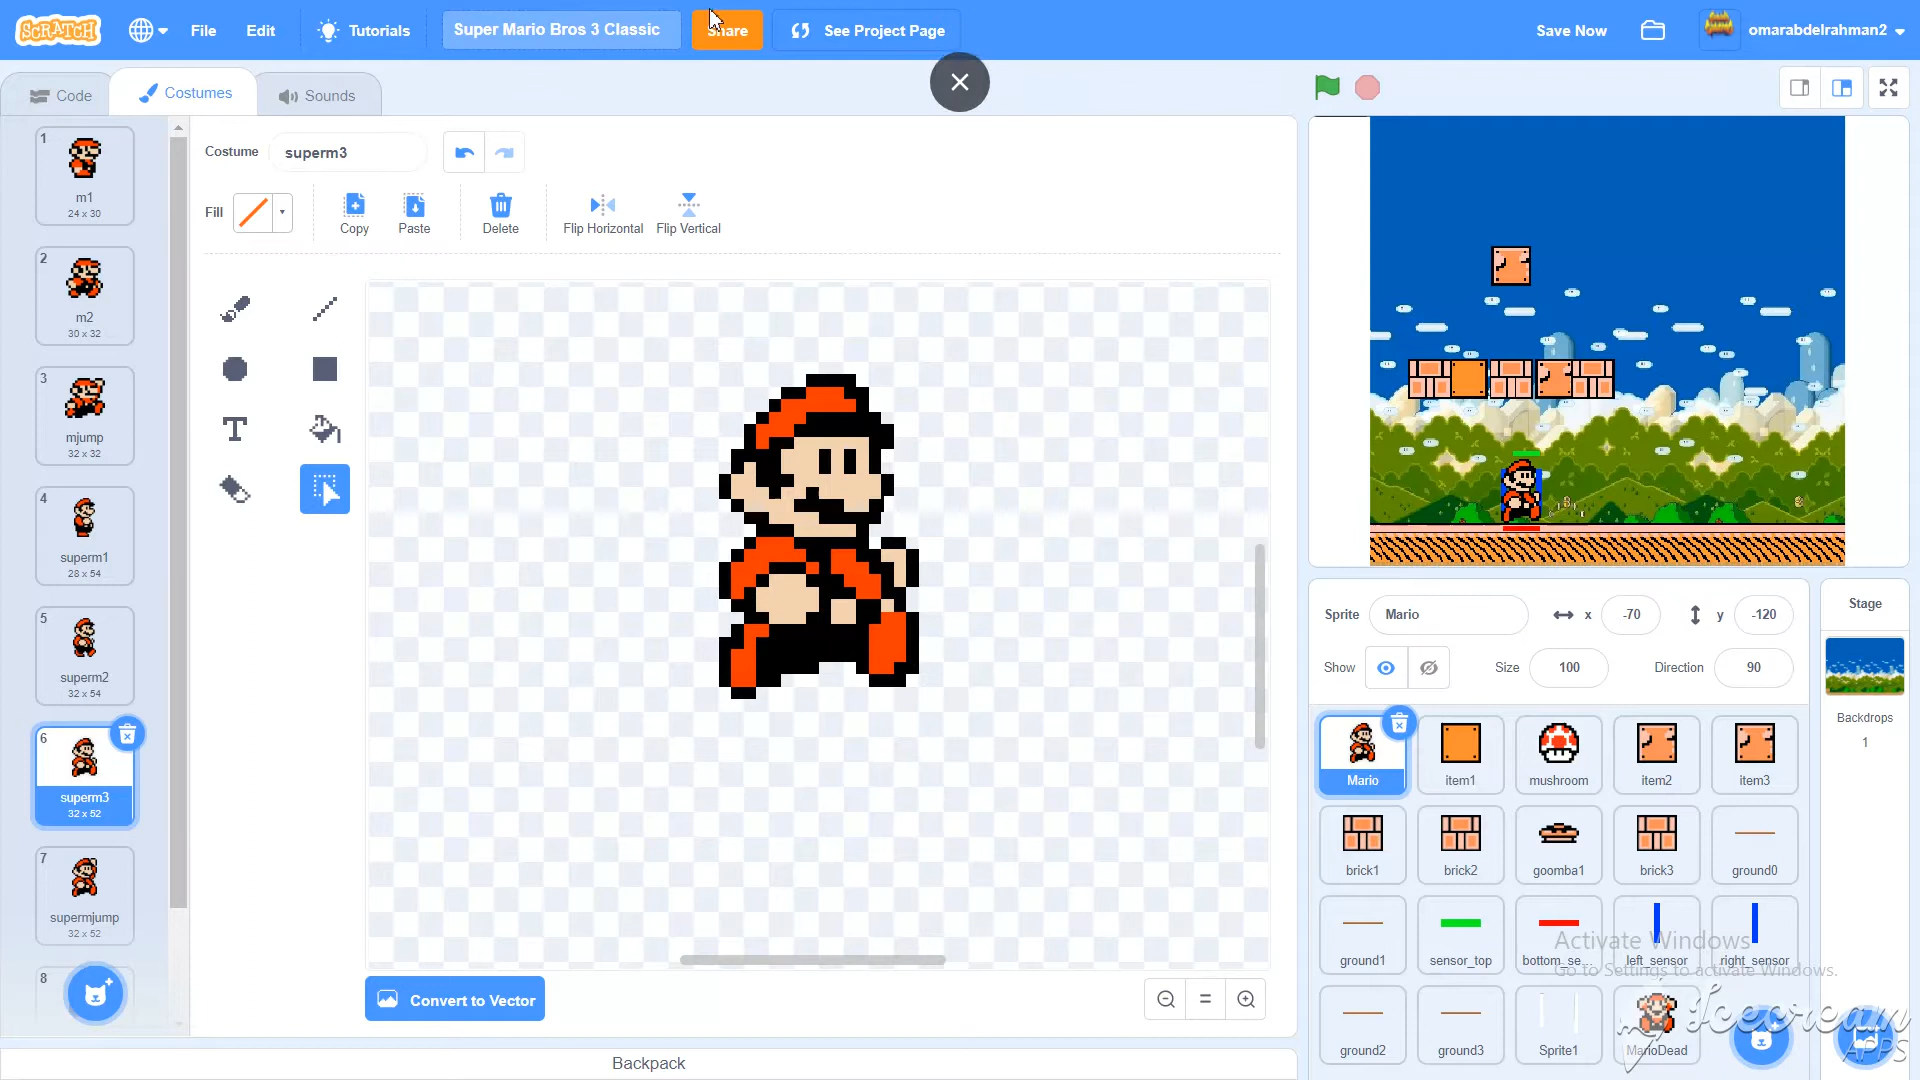 SCRATCH
File
Edit
Tutorials
Super Mario Bros 3 Classic
Share
See Project Page
Save Now
omarabdelrahman2
Code
Costumes
Sounds
Costume
superm3
Fill
Copy
Paste
Delete
Flip Horizontal
Flip Vertical
1
m1
24 x 30
2
m2
30 x 32
3
mjump
32 x 32
4
superm1
28 x 54
5
superm2
32 x 54
6
superm3
32 x 52
7
supermjump
32 x 52
8
Convert to Vector
Backpack
Sprite
Mario
x
-70
y
-120
Show
Size
100
Direction
90
Stage
Backdrops
1
Mario
item1
mushroom
item2
item3
brick1
brick2
goomba1
brick3
ground0
ground1
sensor_top
bottom_se...
left_sensor
right_sensor
ground2
ground3
Sprite1
MarioDead
Activate Windows
Go to Settings to activate Windows.
Icecream
APPS